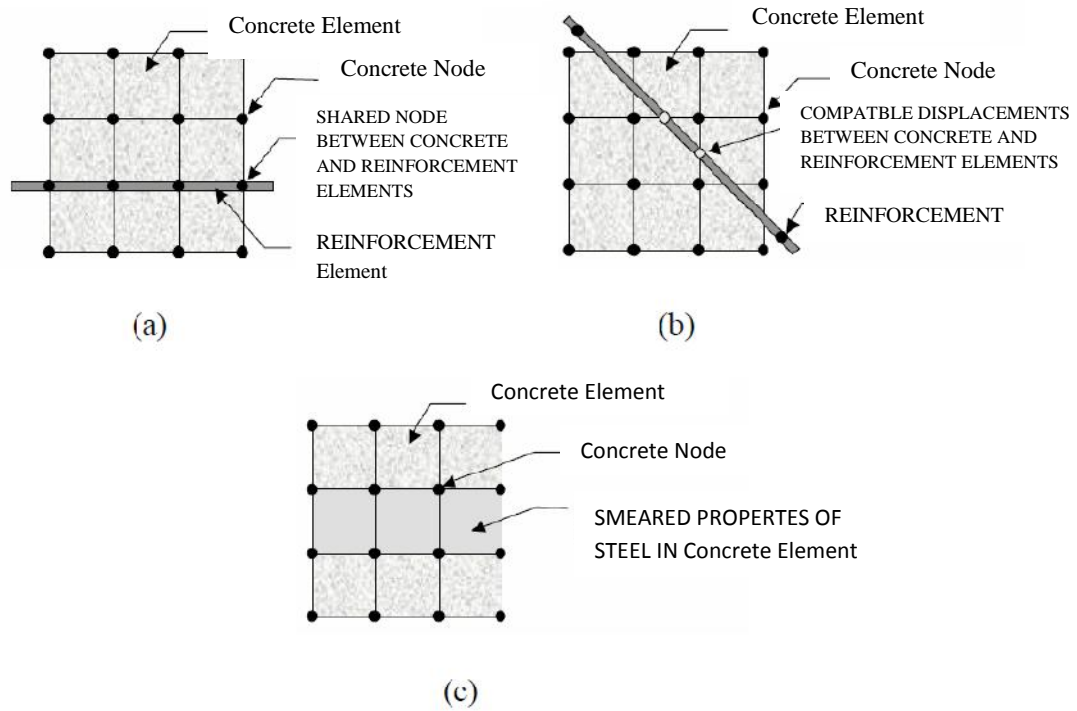 Concrete Element
Concrete Node
SHARED NODE
BETWEEN CONCRETE
AND REINFORCEMENT
ELEMENTS
REINFORCEMENT
Element
(a)
Concrete Element
Concrete Node
COMPATBLE DISPLACEMENTS
BETWEEN CONCRETE AND
REINFORCEMENT ELEMENTS
REINFORCEMENT
(b)
Concrete Element
Concrete Node
SMEARED PROPERTES OF
STEEL IN Concrete Element
(c)